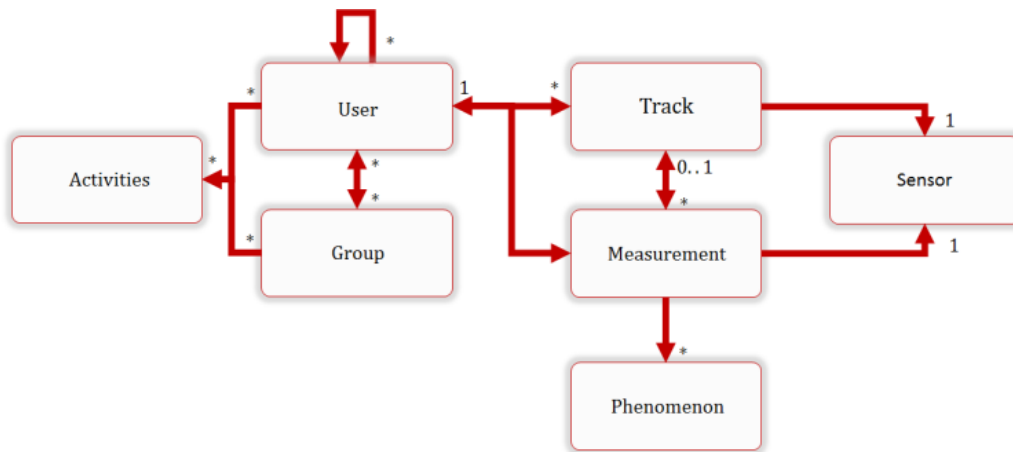 *
* User 1 * Track
1
* Activities
Sensor
*
0..1
* * Group
*
Measurement
1
*
Phenomenon